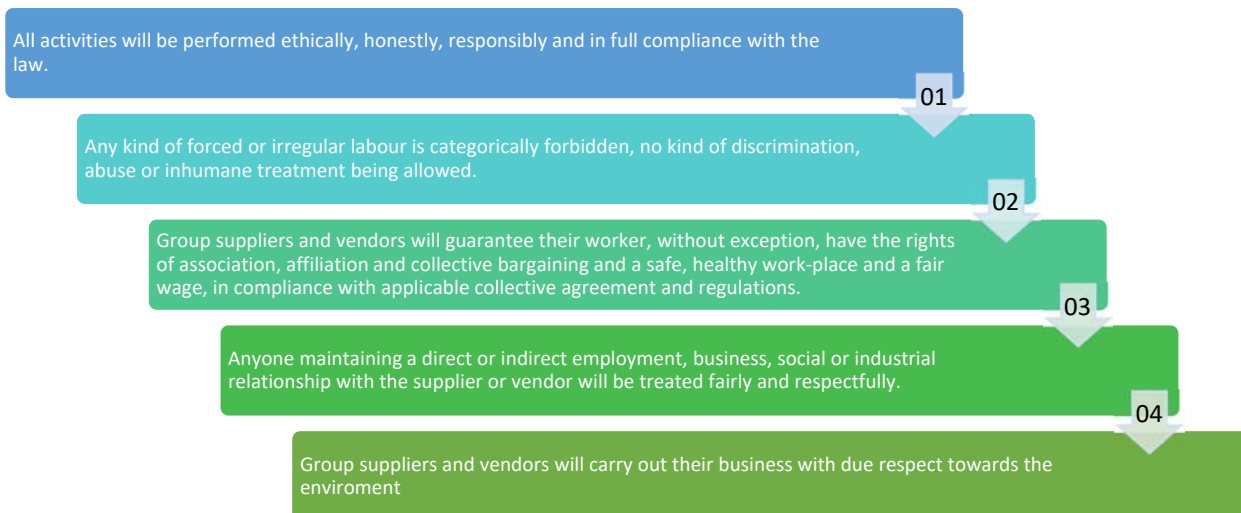 All activities will be performed ethically, honestly, responsibly and in full compliance with the
law.
01
Any kind of forced or irregular labour is categorically forbidden, no kind of discrimination,
abuse or inhumane treatment being allowed.
02
Group suppliers and vendors will guarantee their worker, without exception, have the rights
of association, affiliation and collective bargaining and a safe, healthy work-place and a fair
wage, in compliance with applicable collective agreement and regulations.
03
Anyone maintaining a direct or indirect employment, business, social or industrial
relationship with the supplier or vendor will be treated fairly and respectfully.
04
Group suppliers and vendors will carry out their business with due respect towards the
enviroment